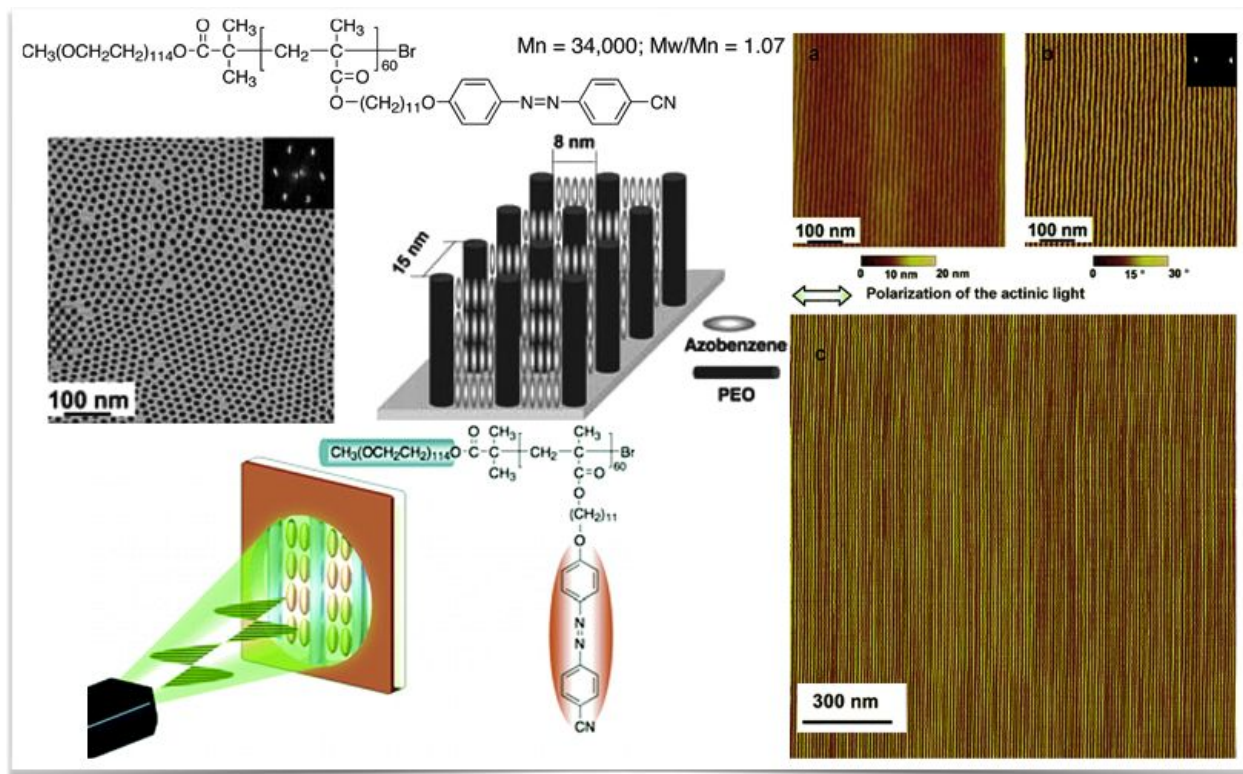 CH₃(OCH₂CH₂)₁₁₄OC
O
CH₃
C
CH₃
CH₂
CH₃
C
60
Br
C=O
O
(CH₂)₁₁O
N=N
CN
Mn = 34,000; Mw/Mn = 1.07
100 nm
8 nm
15 nm
Azobenzene
PEO
a
100 nm
0 10 nm 20 nm
b
100 nm
0 15 ° 30 °
Polarization of the actinic light
c
300 nm
CH₃(OCH₂CH₂)₁₁₄O
O
C
CH₃
C
CH₃
CH₂
CH₃
C
60
Br
C=O
O
(CH₂)₁₁
O
N
N
CN